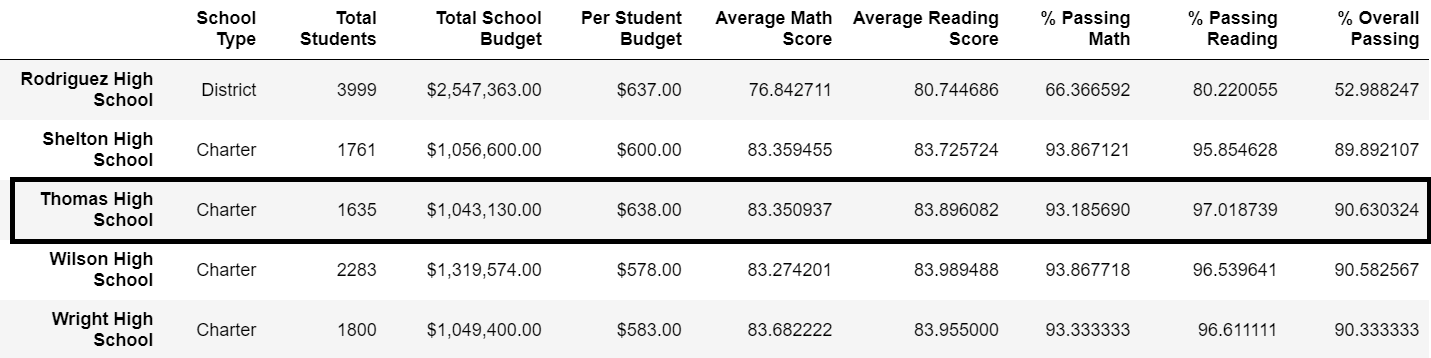 School Type Total Students Total School Budget Per Student Budget Average Math Score Average Reading Score % Passing Math % Passing Reading % Overall Passing
Rodriguez High School District 3999 $2,547,363.00 $637.00 76.842711 80.744686 66.366592 80.220055 52.988247
Shelton High School Charter 1761 $1,056,600.00 $600.00 83.359455 83.725724 93.867121 95.854628 89.892107
Thomas High School Charter 1635 $1,043,130.00 $638.00 83.350937 83.896082 93.185690 97.018739 90.630324
Wilson High School Charter 2283 $1,319,574.00 $578.00 83.274201 83.989488 93.867718 96.539641 90.582567
Wright High School Charter 1800 $1,049,400.00 $583.00 83.682222 83.955000 93.333333 96.611111 90.333333